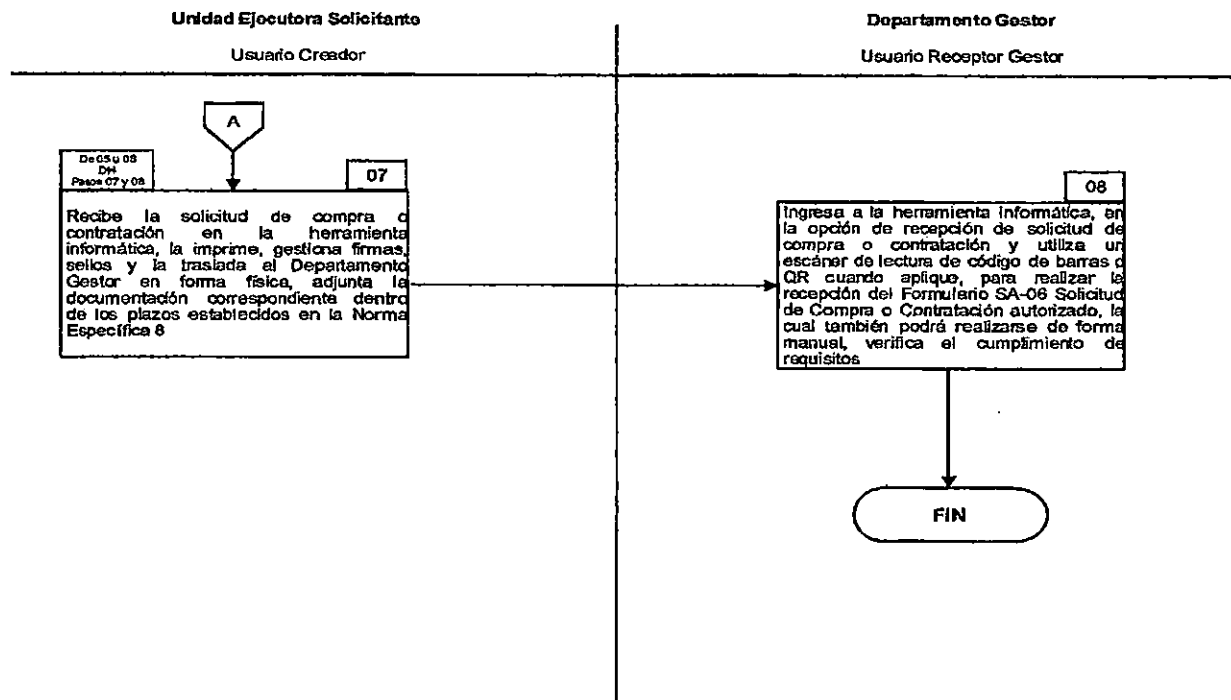 Unidad Ejecutora Solicitante
Usuario Creador
Departamento Gestor
Usuario Receptor Gestor
A
De 05 u 08
DH
Pasos 07 y 08
07
Recibe la solicitud de compra o
contratación en la herramienta
informática, la imprime, gestiona firmas,
sellos y la traslada al Departamento
Gestor en forma física, adjunta la
documentación correspondiente dentro
de los plazos establecidos en la Norma
Específica 8
08
Ingresa a la herramienta informática, en
la opción de recepción de solicitud de
compra o contratación y utiliza un
escáner de lectura de código de barras o
QR cuando aplique, para realizar la
recepción del Formulario SA-06 Solicitud
de Compra o Contratación autorizado, la
cual también podrá realizarse de forma
manual, verifica el cumplimiento de
requisitos
FIN